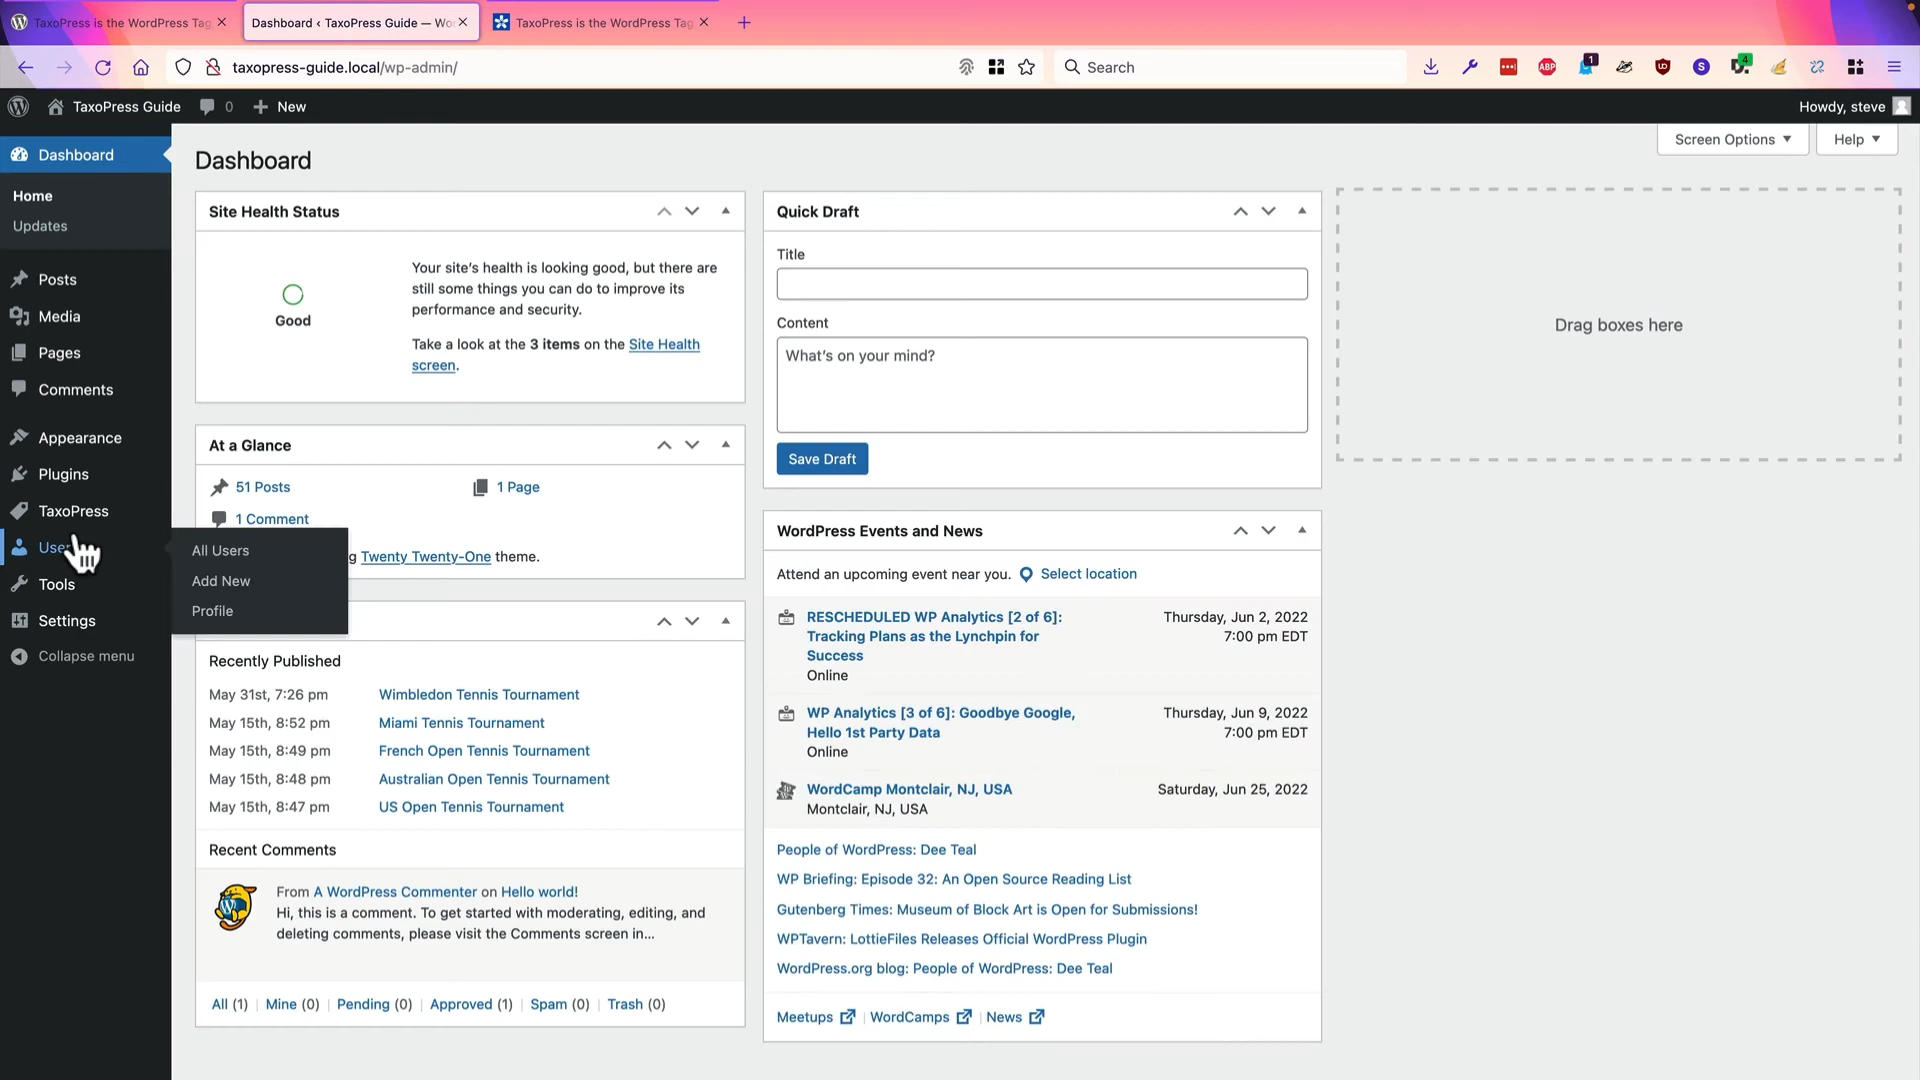 TaxoPress is the WordPress Tag
Dashboard ‹ TaxoPress Guide — Wo
TaxoPress is the WordPress Tag
taxopress-guide.local/wp-admin/
Search
ABP
1
S
4
TaxoPress Guide
0
New
Howdy, steve
Dashboard
Home
Updates
Posts
Media
Pages
Comments
Appearance
Plugins
TaxoPress
Tools
Settings
Collapse menu
All Users
Add New
Profile
Screen Options
Help
Dashboard
Site Health Status
Good
Your site's health is looking good, but there are
still some things you can do to improve its
performance and security.
Take a look at the 3 items on the Site Health
screen.
At a Glance
51 Posts
1 Page
1 Comment
g Twenty Twenty-One theme.
Recently Published
May 31st, 7:26 pm Wimbledon Tennis Tournament
May 15th, 8:52 pm Miami Tennis Tournament
May 15th, 8:49 pm French Open Tennis Tournament
May 15th, 8:48 pm Australian Open Tennis Tournament
May 15th, 8:47 pm US Open Tennis Tournament
Recent Comments
From A WordPress Commenter on Hello world!
Hi, this is a comment. To get started with moderating, editing, and
deleting comments, please visit the Comments screen in…
All (1) | Mine (0) | Pending (0) | Approved (1) | Spam (0) | Trash (0)
Quick Draft
Title
Content
What's on your mind?
Save Draft
WordPress Events and News
Attend an upcoming event near you. Select location
RESCHEDULED WP Analytics [2 of 6]:
Tracking Plans as the Lynchpin for
Success
Online
Thursday, Jun 2, 2022
7:00 pm EDT
WP Analytics [3 of 6]: Goodbye Google,
Hello 1st Party Data
Online
Thursday, Jun 9, 2022
7:00 pm EDT
WordCamp Montclair, NJ, USA
Montclair, NJ, USA
Saturday, Jun 25, 2022
People of WordPress: Dee Teal
WP Briefing: Episode 32: An Open Source Reading List
Gutenberg Times: Museum of Block Art is Open for Submissions!
WPTavern: LottieFiles Releases Official WordPress Plugin
WordPress.org blog: People of WordPress: Dee Teal
Meetups | WordCamps | News
Drag boxes here